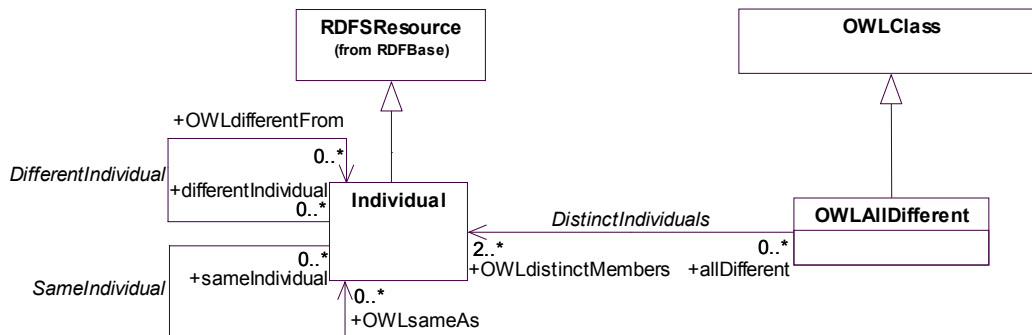 RDFSResource
(from RDFBase)
OWLClass
+OWLdifferentFrom
0..*
DifferentIndividual
+differentIndividual
0..*
Individual
DistinctIndividuals
OWLAllDifferent
2..*
+OWLdistinctMembers
0..*
+allDifferent
0..*
+sameIndividual
SameIndividual
0..*
+OWLsameAs